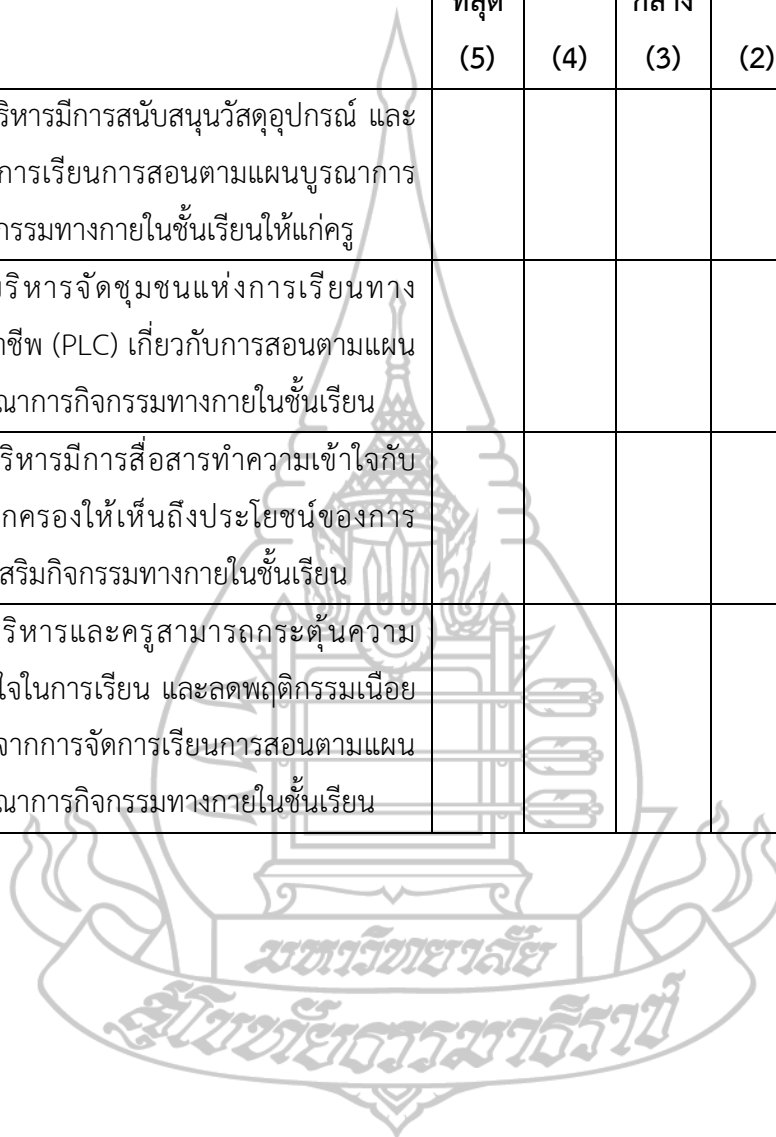 ที่สุด กลาง
(5) (4) (3) (2)
ริหารมีการสนับสนุนวัสดุอุปกรณ์ และ
การเรียนการสอนตามแผนบูรณาการ
กรรมทางกายในชั้นเรียนให้แก่ครู
ริหารจัดชุมชนแห่งการเรียนทาง
ชีพ (PLC) เกี่ยวกับการสอนตามแผน
ณาการกิจกรรมทางกายในชั้นเรียน
ริหารมีการสื่อสารทำความเข้าใจกับ
กครองให้เห็นถึงประโยชน์ของการ
เสริมกิจกรรมทางกายในชั้นเรียน
ริหารและครูสามารถกระตุ้นความ
ใจในการเรียน และลดพฤติกรรมเนือย
จากการจัดการเรียนการสอนตามแผน
ณาการกิจกรรมทางกายในชั้นเรียน
มหาวิทยาลัย
สุโขทัยธรรมาธิราช